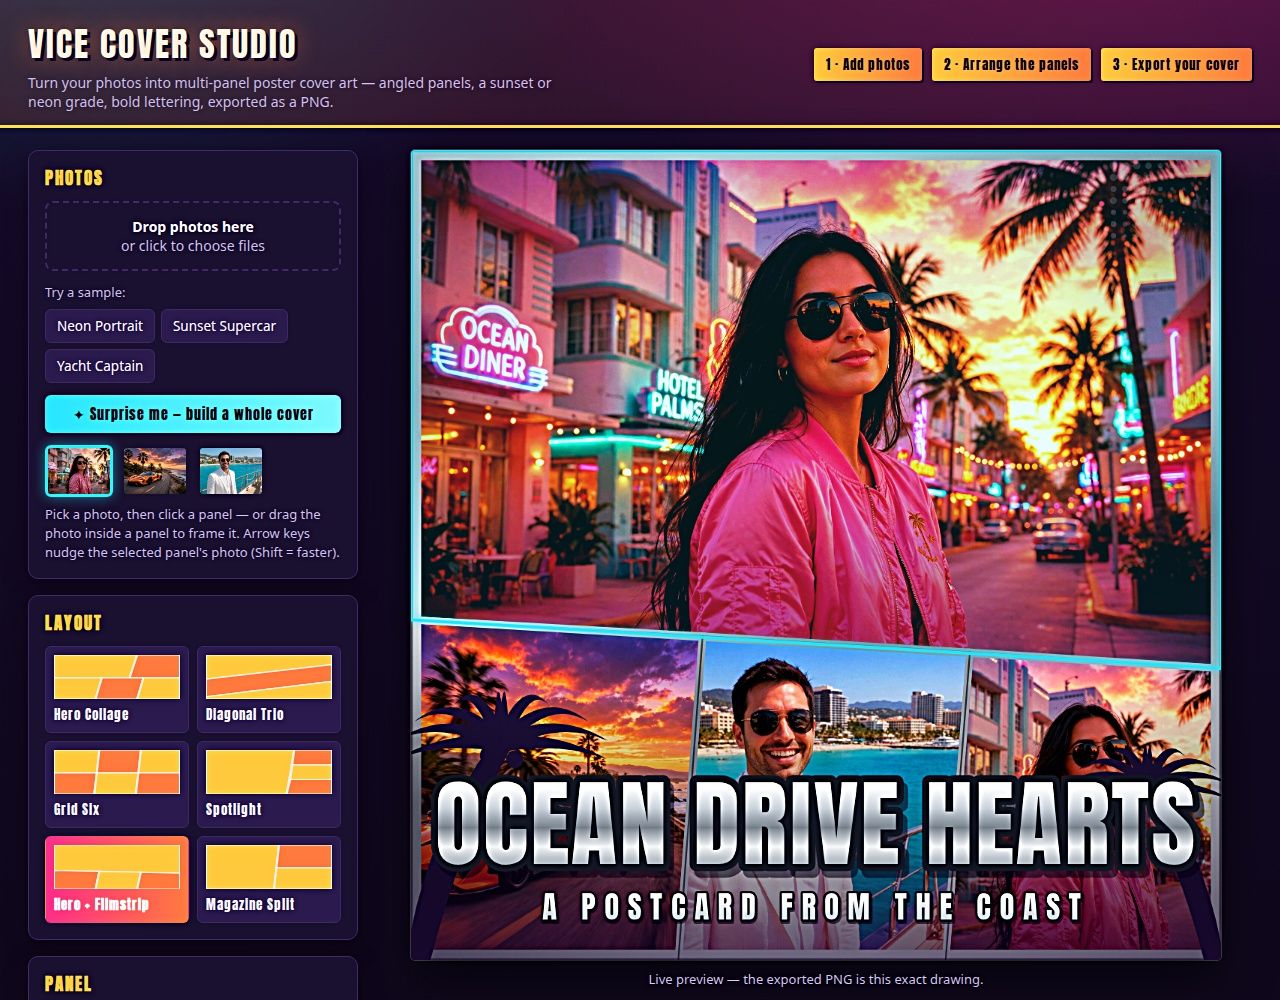 VICE COVER STUDIO
Turn your photos into multi-panel poster cover art — angled panels, a sunset or
neon grade, bold lettering, exported as a PNG.
1 · Add photos
2 · Arrange the panels
3 · Export your cover
PHOTOS
Drop photos here
or click to choose files
Try a sample:
Neon Portrait
Sunset Supercar
Yacht Captain
✦ Surprise me – build a whole cover
Pick a photo, then click a panel — or drag the
photo inside a panel to frame it. Arrow keys
nudge the selected panel's photo (Shift = faster).
LAYOUT
Hero Collage
Diagonal Trio
Grid Six
Spotlight
Hero + Filmstrip
Magazine Split
PANEL
OCEAN
DINER
HOTEL
PALMS
OCEAN DRIVE HEARTS
A POSTCARD FROM THE COAST
Live preview — the exported PNG is this exact drawing.